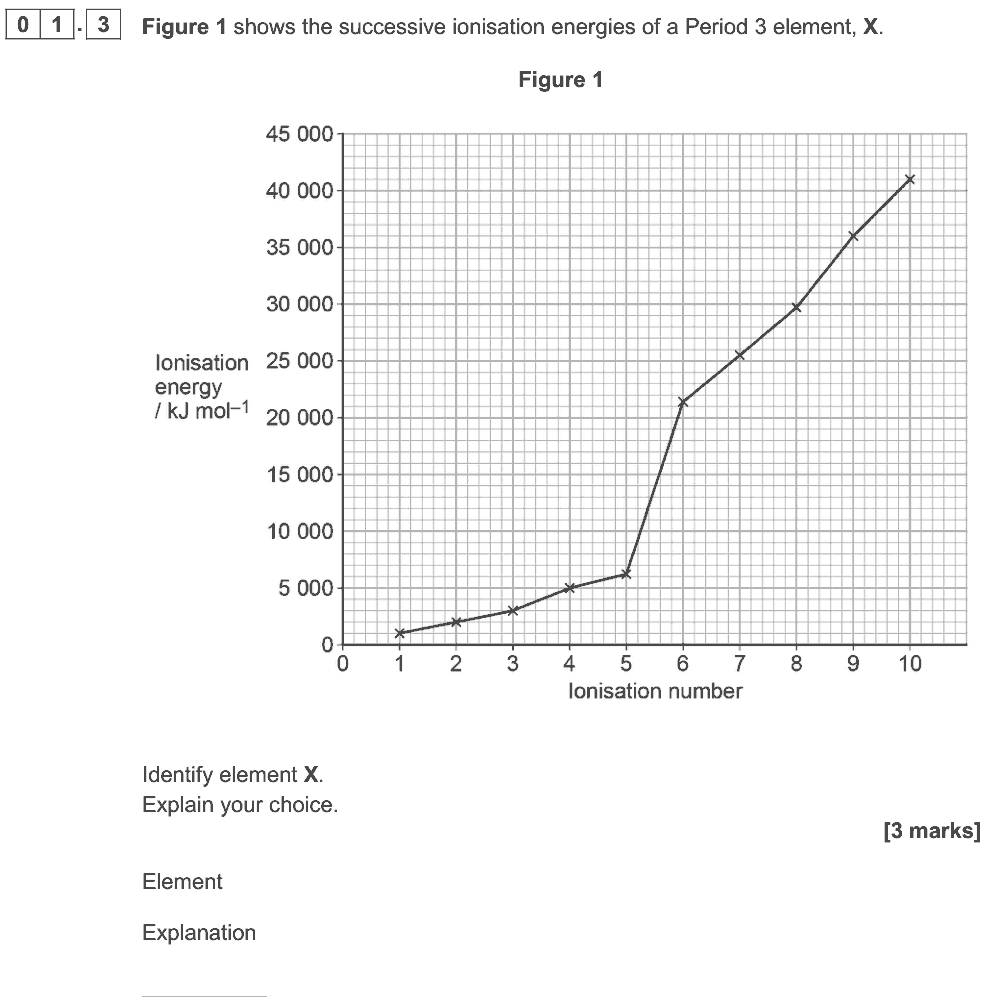 0 1 . 3 Figure 1 shows the successive ionisation energies of a Period 3 element, X.
Figure 1
45 000
40 000
35 000
30 000
Ionisation 25 000
energy
/ kJ mol–1 20 000
15 000
10 000
5 000
0
0 1 2 3 4 5 6 7 8 9 10
Ionisation number
Identify element X.
Explain your choice.
[3 marks]
Element
Explanation